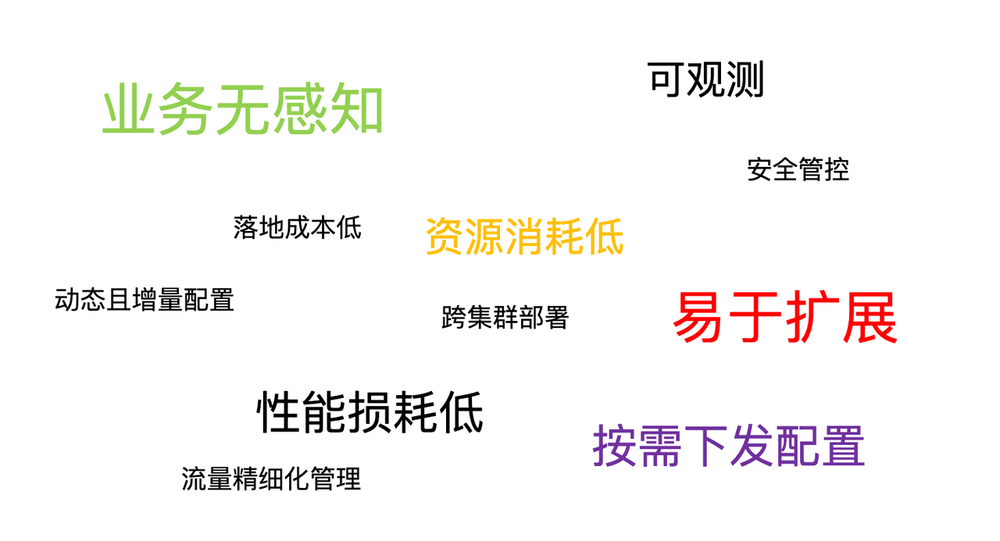 可观测
业务无感知
安全管控
落地成本低
资源消耗低
动态且增量配置
跨集群部署
易于扩展
性能损耗低
按需下发配置
流量精细化管理